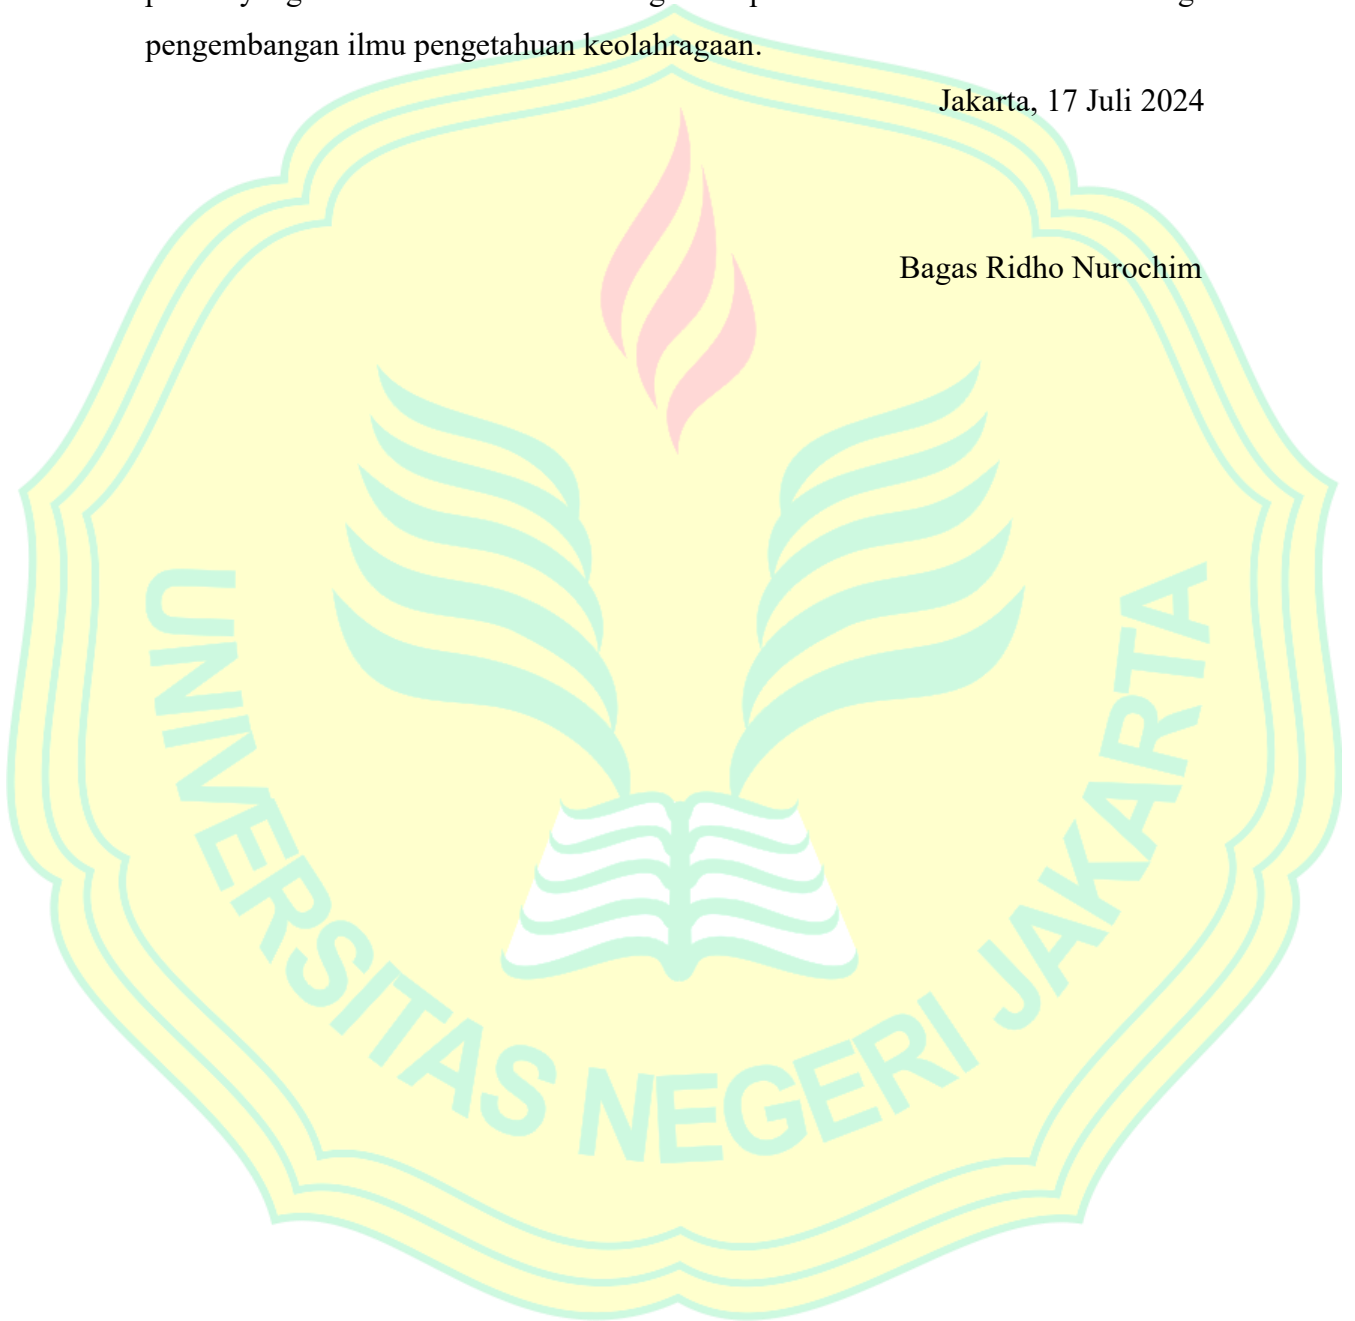 pengembangan ilmu pengetahuan keolahragaan.
Jakarta, 17 Juli 2024
Bagas Ridho Nurochim
UNIVERSITAS NEGERI JAKARTA